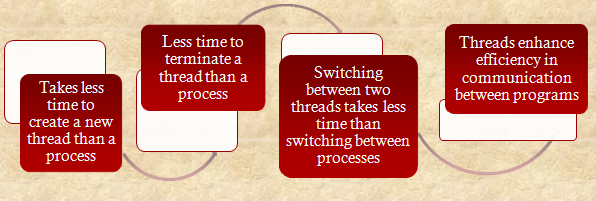 Takes less
time to
create a new
thread than a
process
Less time to
terminate a
thread than a
process
Switching
between two
threads takes less
time than
switching between
processes
Threads enhance
efficiency in
communication
between programs